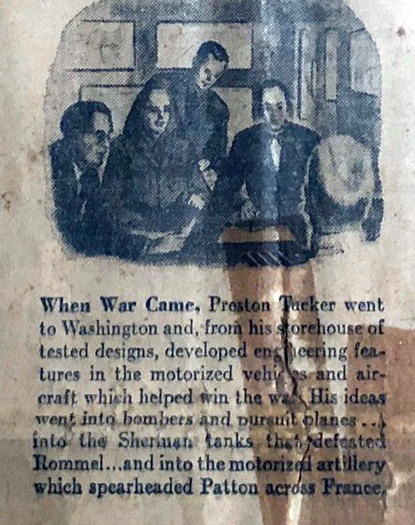 When War Came, Preston Tucker went
to Washington and, from his storehouse of
tested designs, developed engineering fea-
tures in the motorized vehicles and air-
craft which helped win the war. His ideas
went into bombers and pursuit planes...
into the Sherman tanks that defeated
Rommel...and into the motorized artillery
which spearheaded Patton across France.